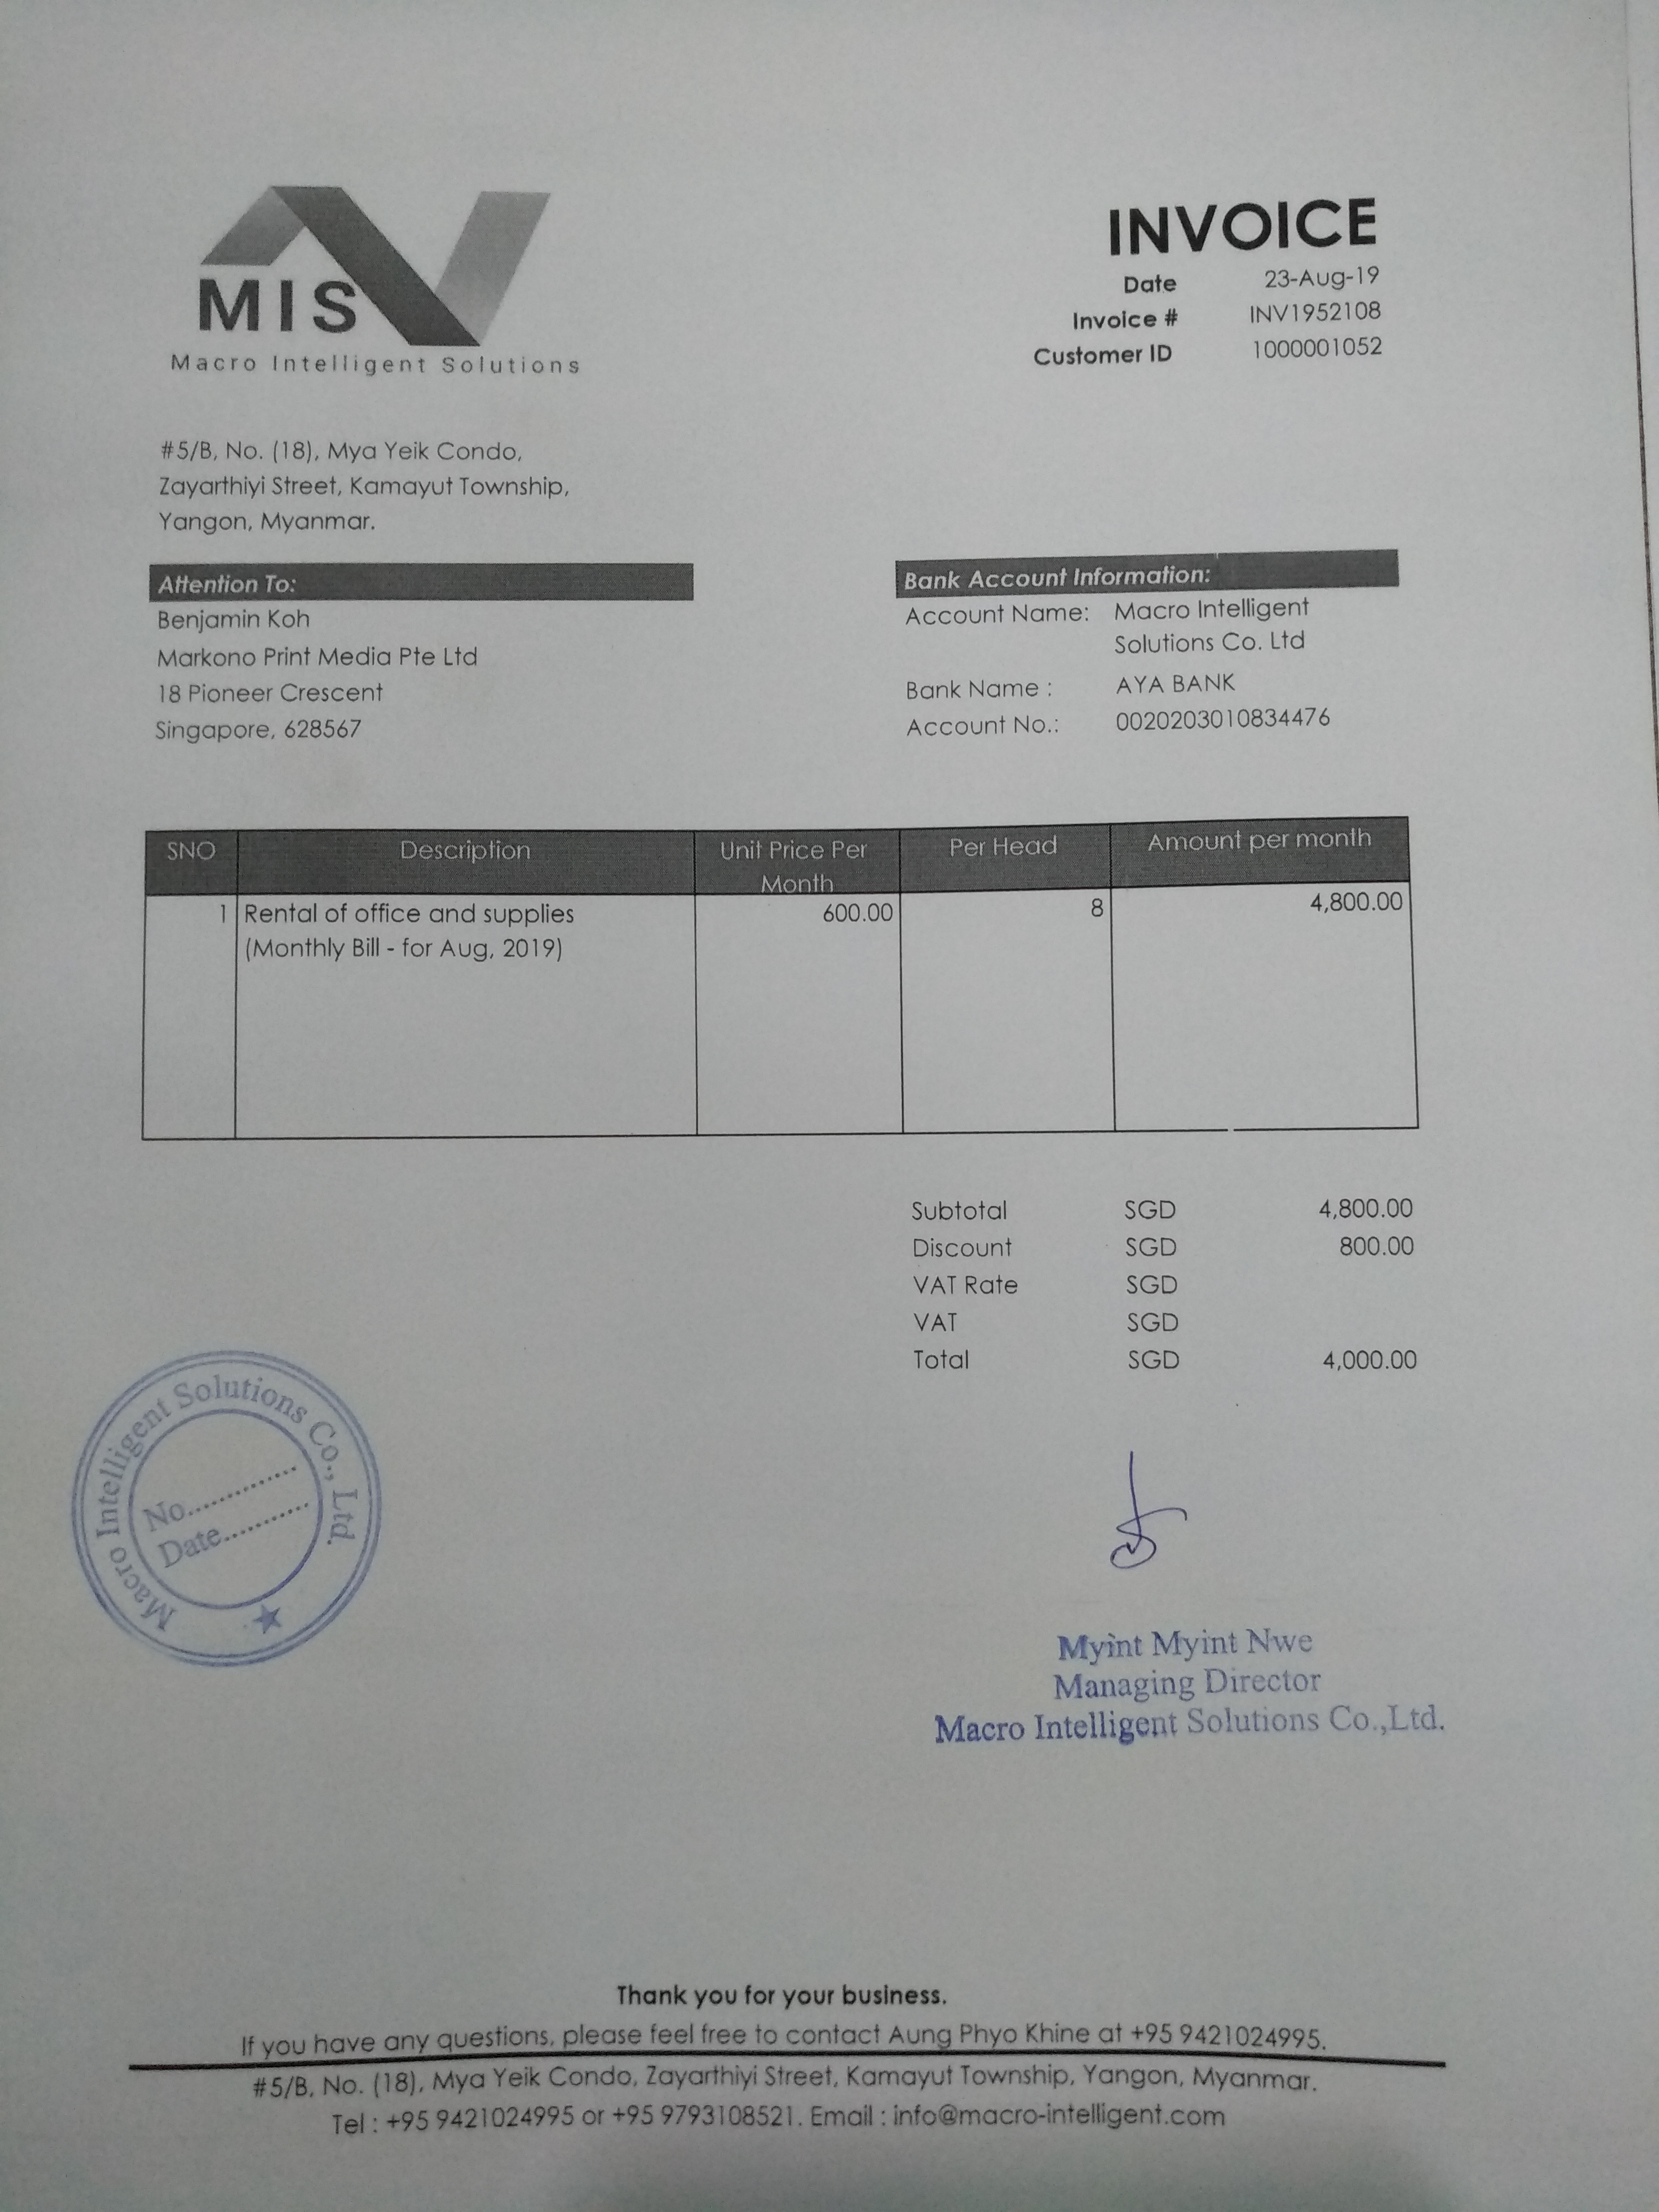 MIS
Macro Intelligent Solutions
INVOICE
Date 23-Aug-19
Invoice # INV1952108
Customer ID 1000001052
#5/B, No. (18), Mya Yeik Condo,
Zayarthiyi Street, Kamayut Township,
Yangon, Myanmar.
Attention To:
Benjamin Koh
Markono Print Media Pte Ltd
18 Pioneer Crescent
Singapore, 628567
Bank Account Information:
Account Name: Macro Intelligent
Solutions Co. Ltd
Bank Name : AYA BANK
Account No.: 0020203010834476
SNO Description Unit Price Per Month Per Head Amount per month
1 Rental of office and supplies 600.00 8 4,800.00
(Monthly Bill - for Aug, 2019)
Subtotal SGD 4,800.00
Discount SGD 800.00
VAT Rate SGD
VAT SGD
Total SGD 4,000.00
Macro Intelligent Solutions Co., Ltd.
No..............
Date............
Myint Myint Nwe
Managing Director
Macro Intelligent Solutions Co.,Ltd.
Thank you for your business.
If you have any questions, please feel free to contact Aung Phyo Khine at +95 9421024995.
#5/B, No. (18), Mya Yeik Condo, Zayarthiyi Street, Kamayut Township, Yangon, Myanmar.
Tel : +95 9421024995 or +95 9793108521. Email : info@macro-intelligent.com